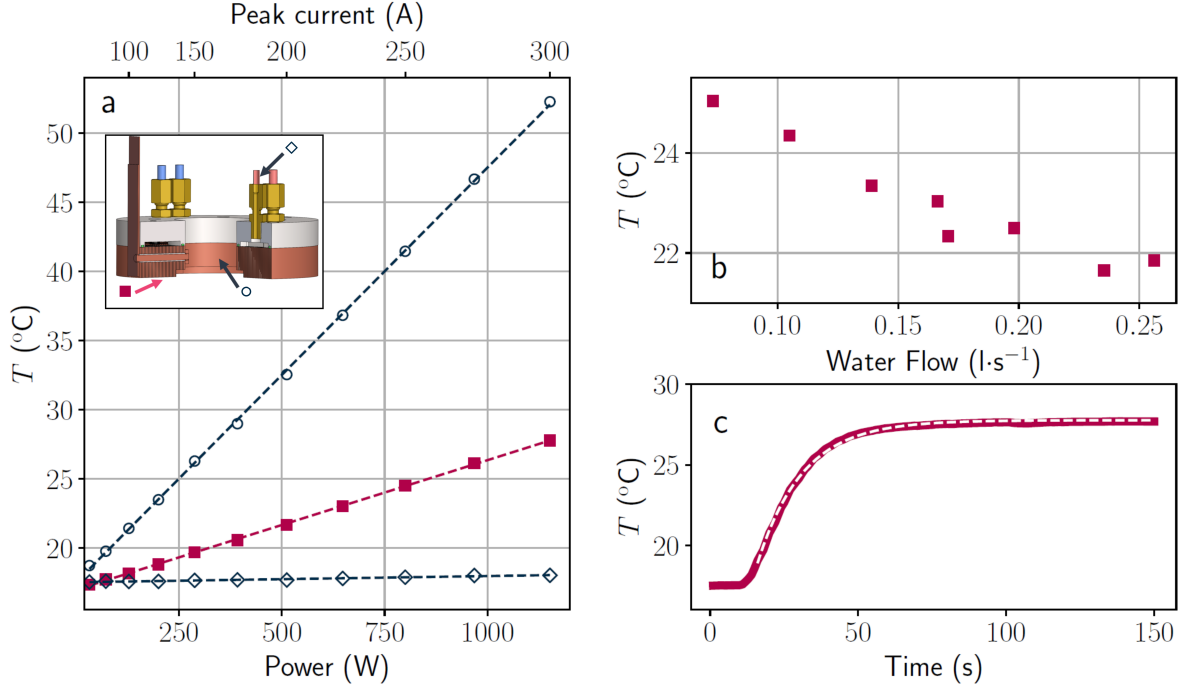 Peak current (A)
100 150 200 250 300
a
50
45
40
35
30
25
20
T (°C)
250 500 750 1000
Power (W)
24
22
T (°C)
b
0.10 0.15 0.20 0.25
Water Flow (l·s⁻¹)
30
25
20
T (°C)
c
0 50 100 150
Time (s)